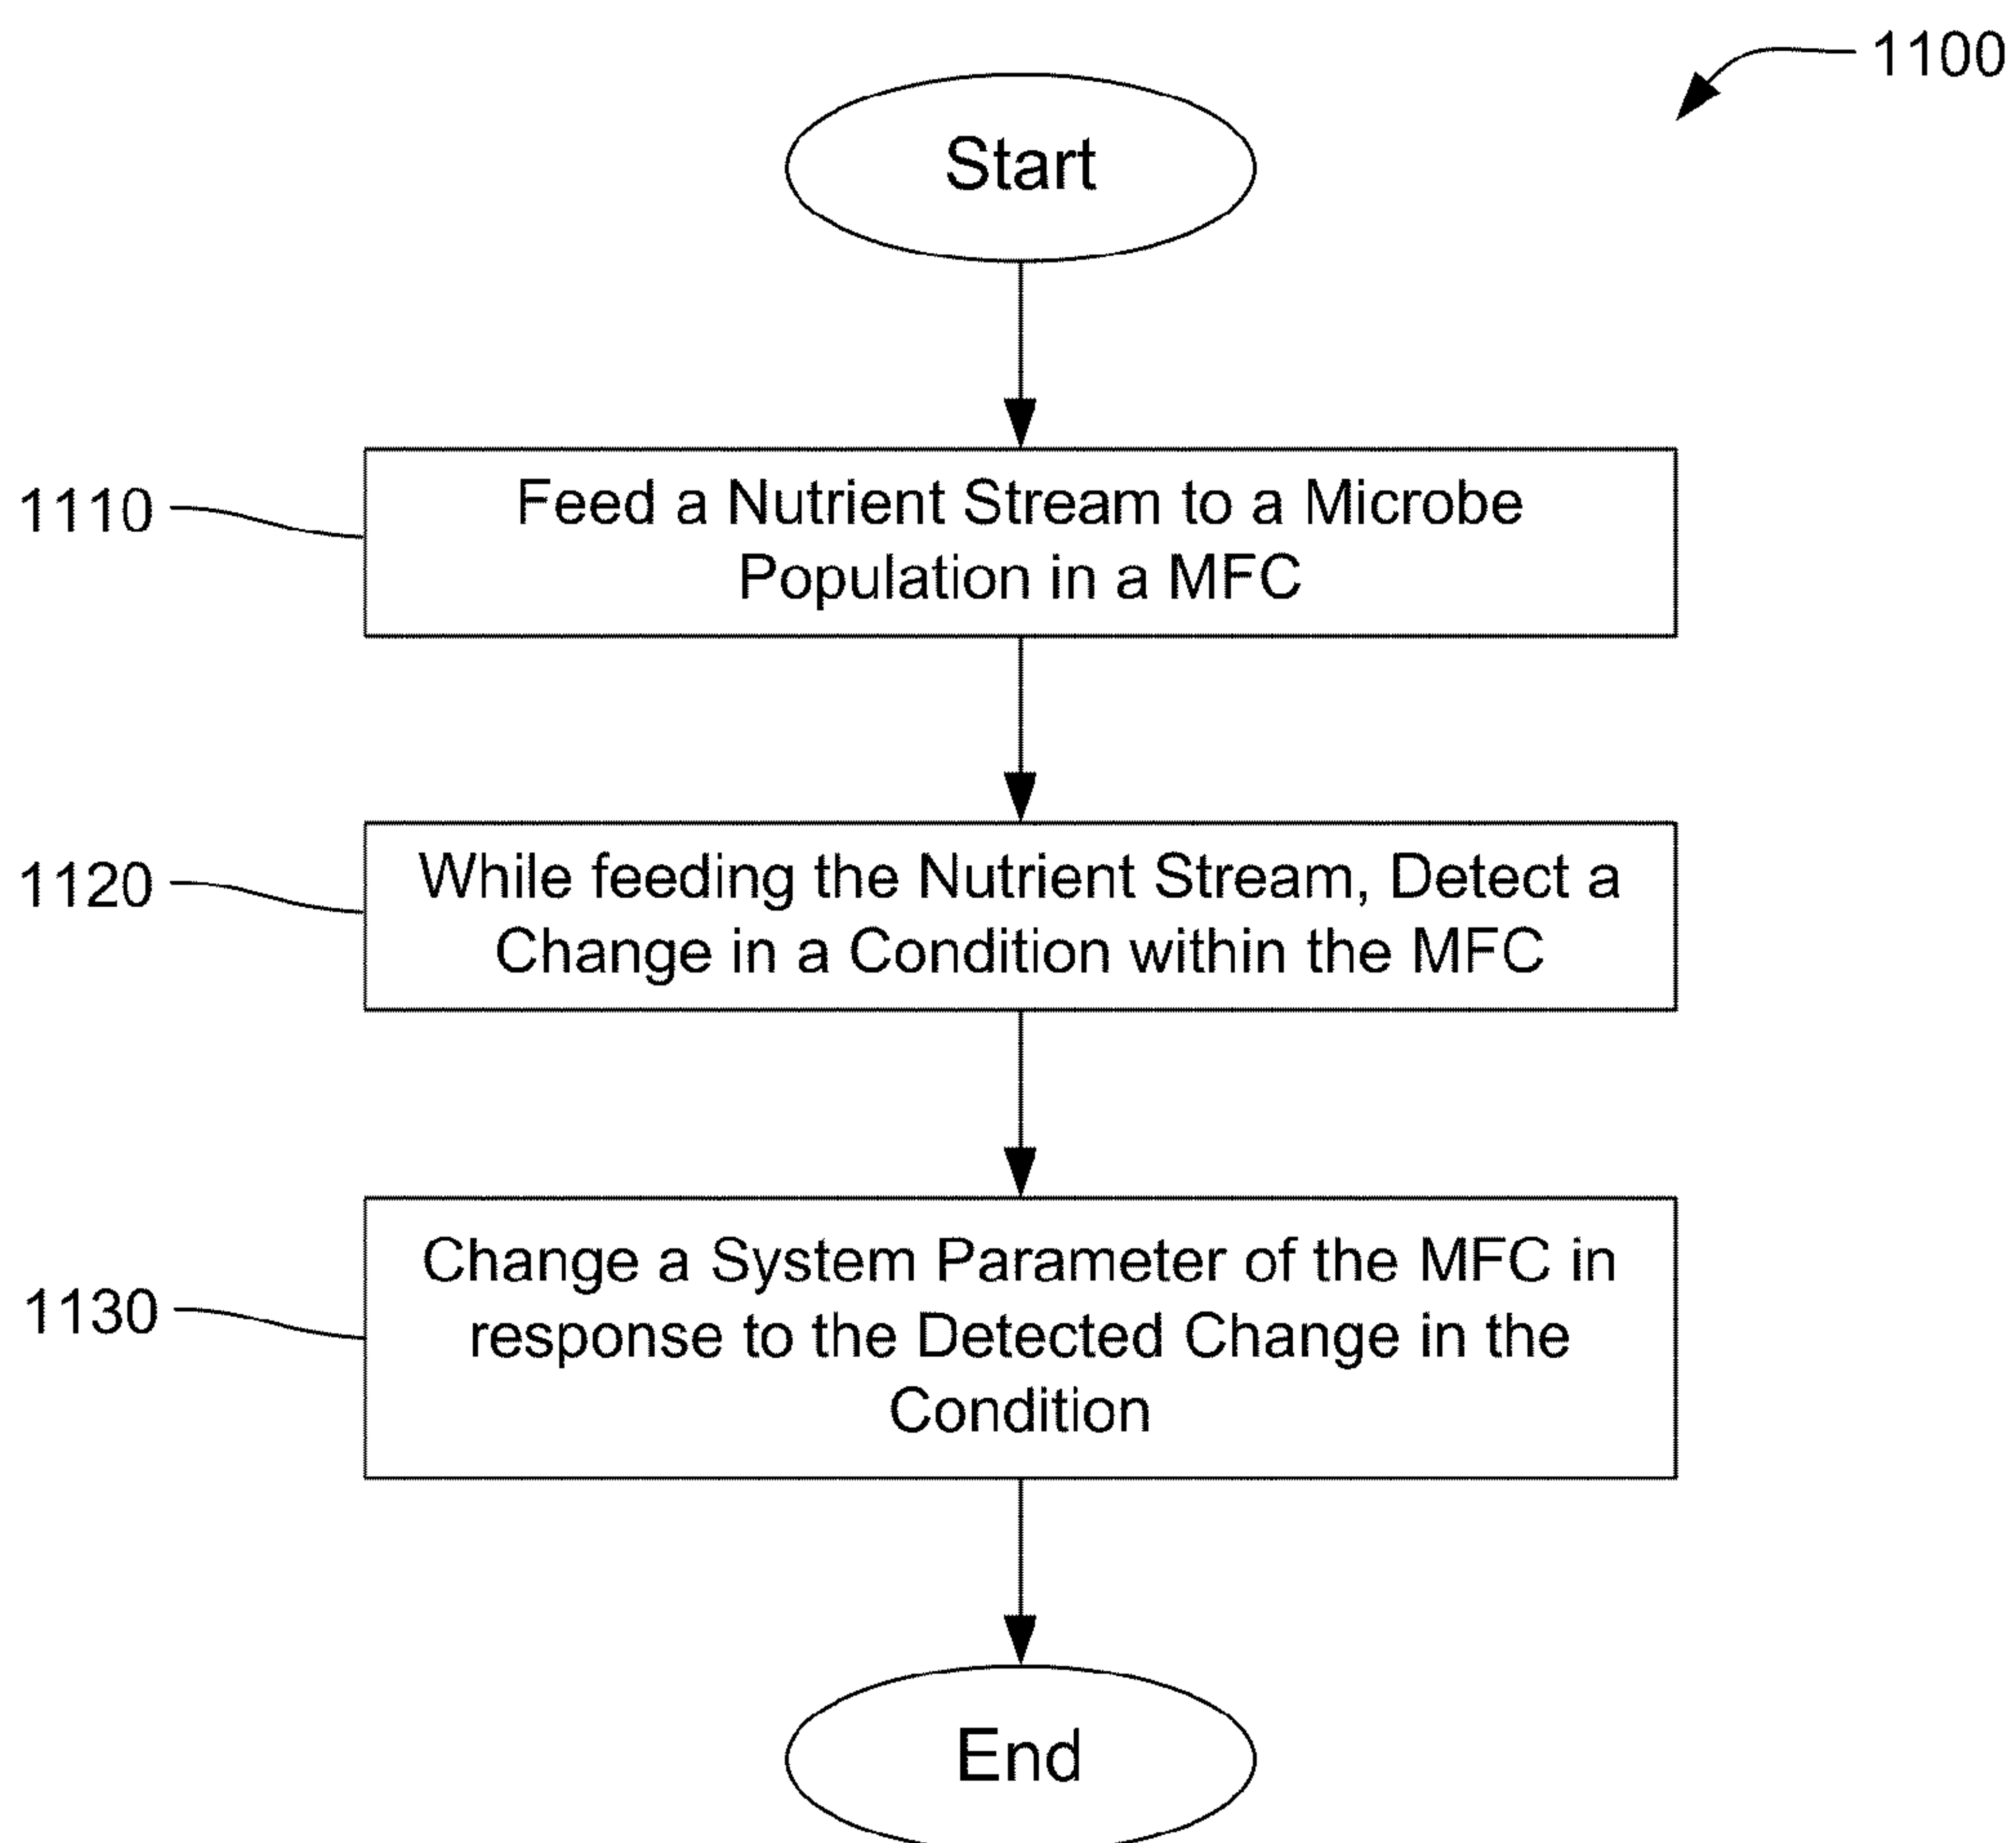 1100
Start
1110
Feed a Nutrient Stream to a Microbe
Population in a MFC
1120
While feeding the Nutrient Stream, Detect a
Change in a Condition within the MFC
1130
Change a System Parameter of the MFC in
response to the Detected Change in the
Condition
End